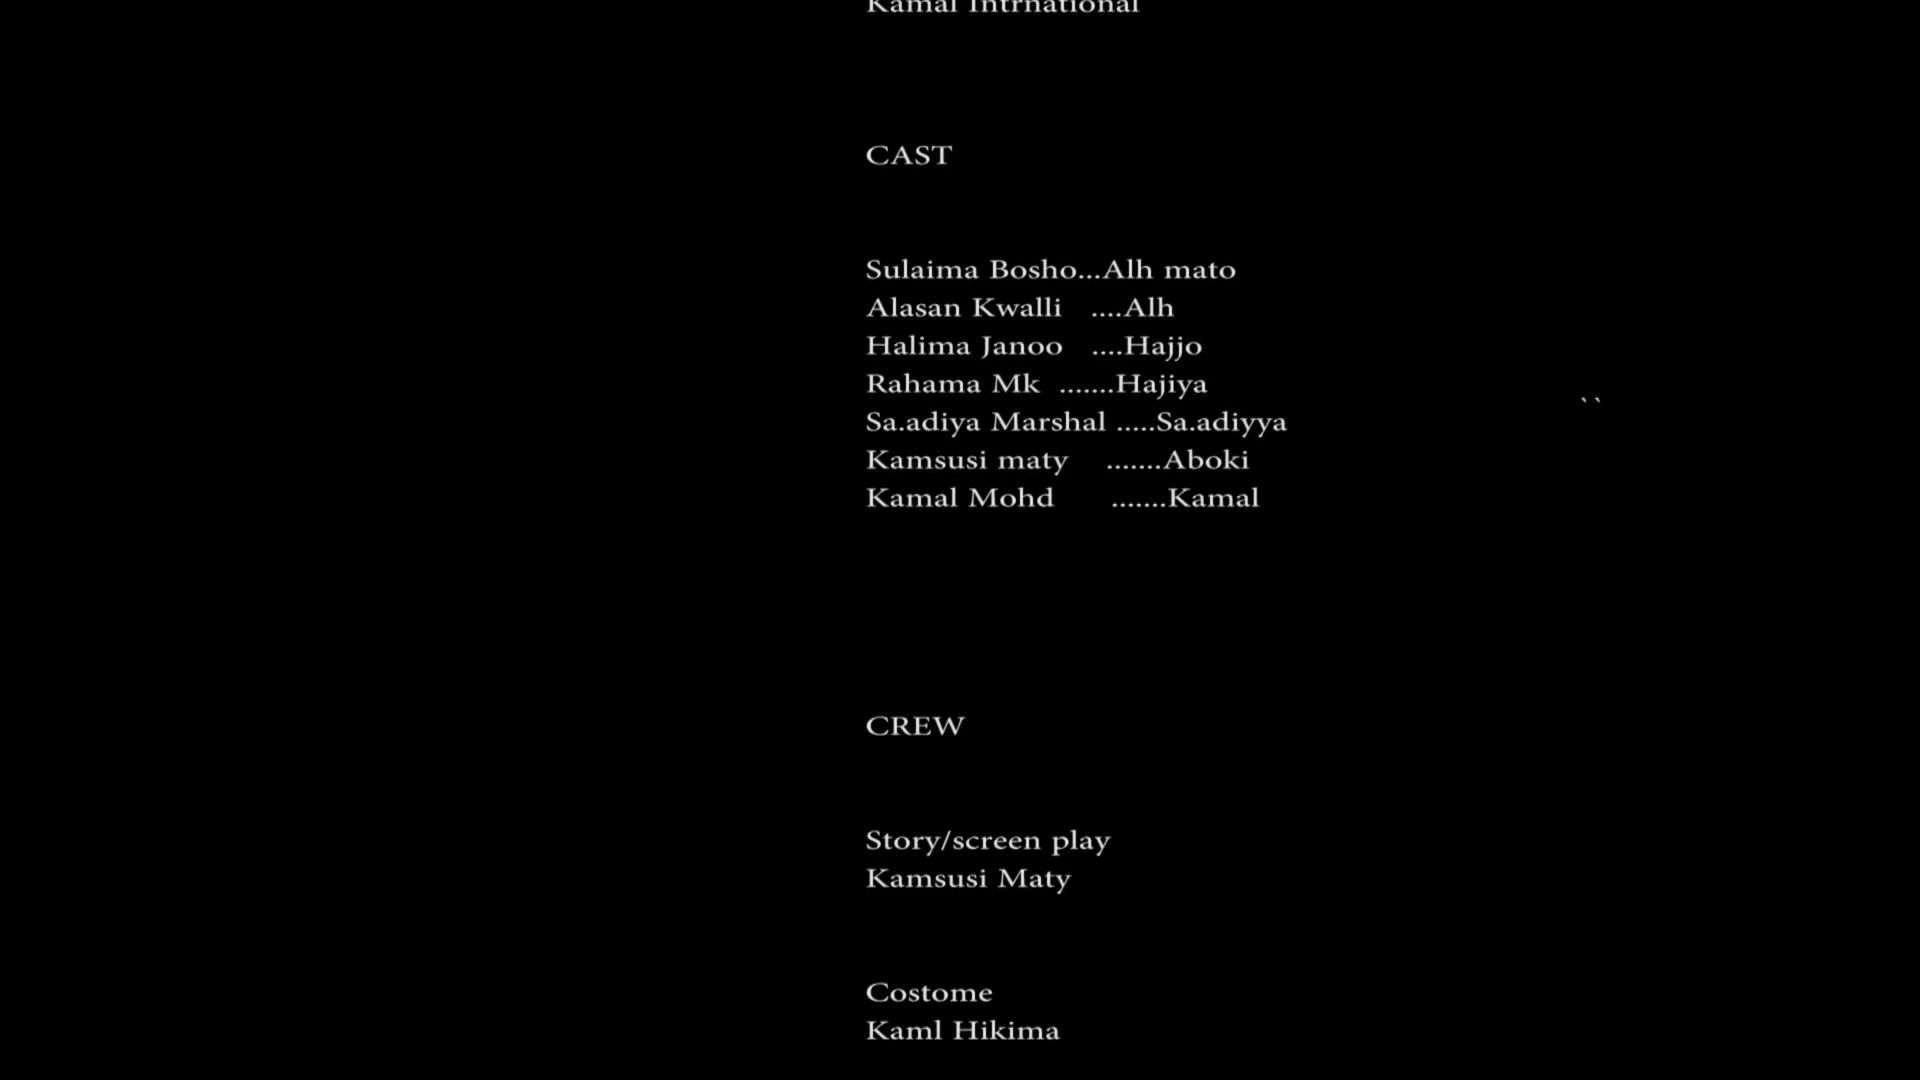 Kamal Intrnational
CAST
Sulaima Bosho...Alh mato
Alasan Kwalli ....Alh
Halima Janoo ....Hajjo
Rahama Mk .......Hajiya
Sa.adiya Marshal .....Sa.adiyya
``
Kamsusi maty .......Aboki
Kamal Mohd .......Kamal
CREW
Story/screen play
Kamsusi Maty
Costome
Kaml Hikima